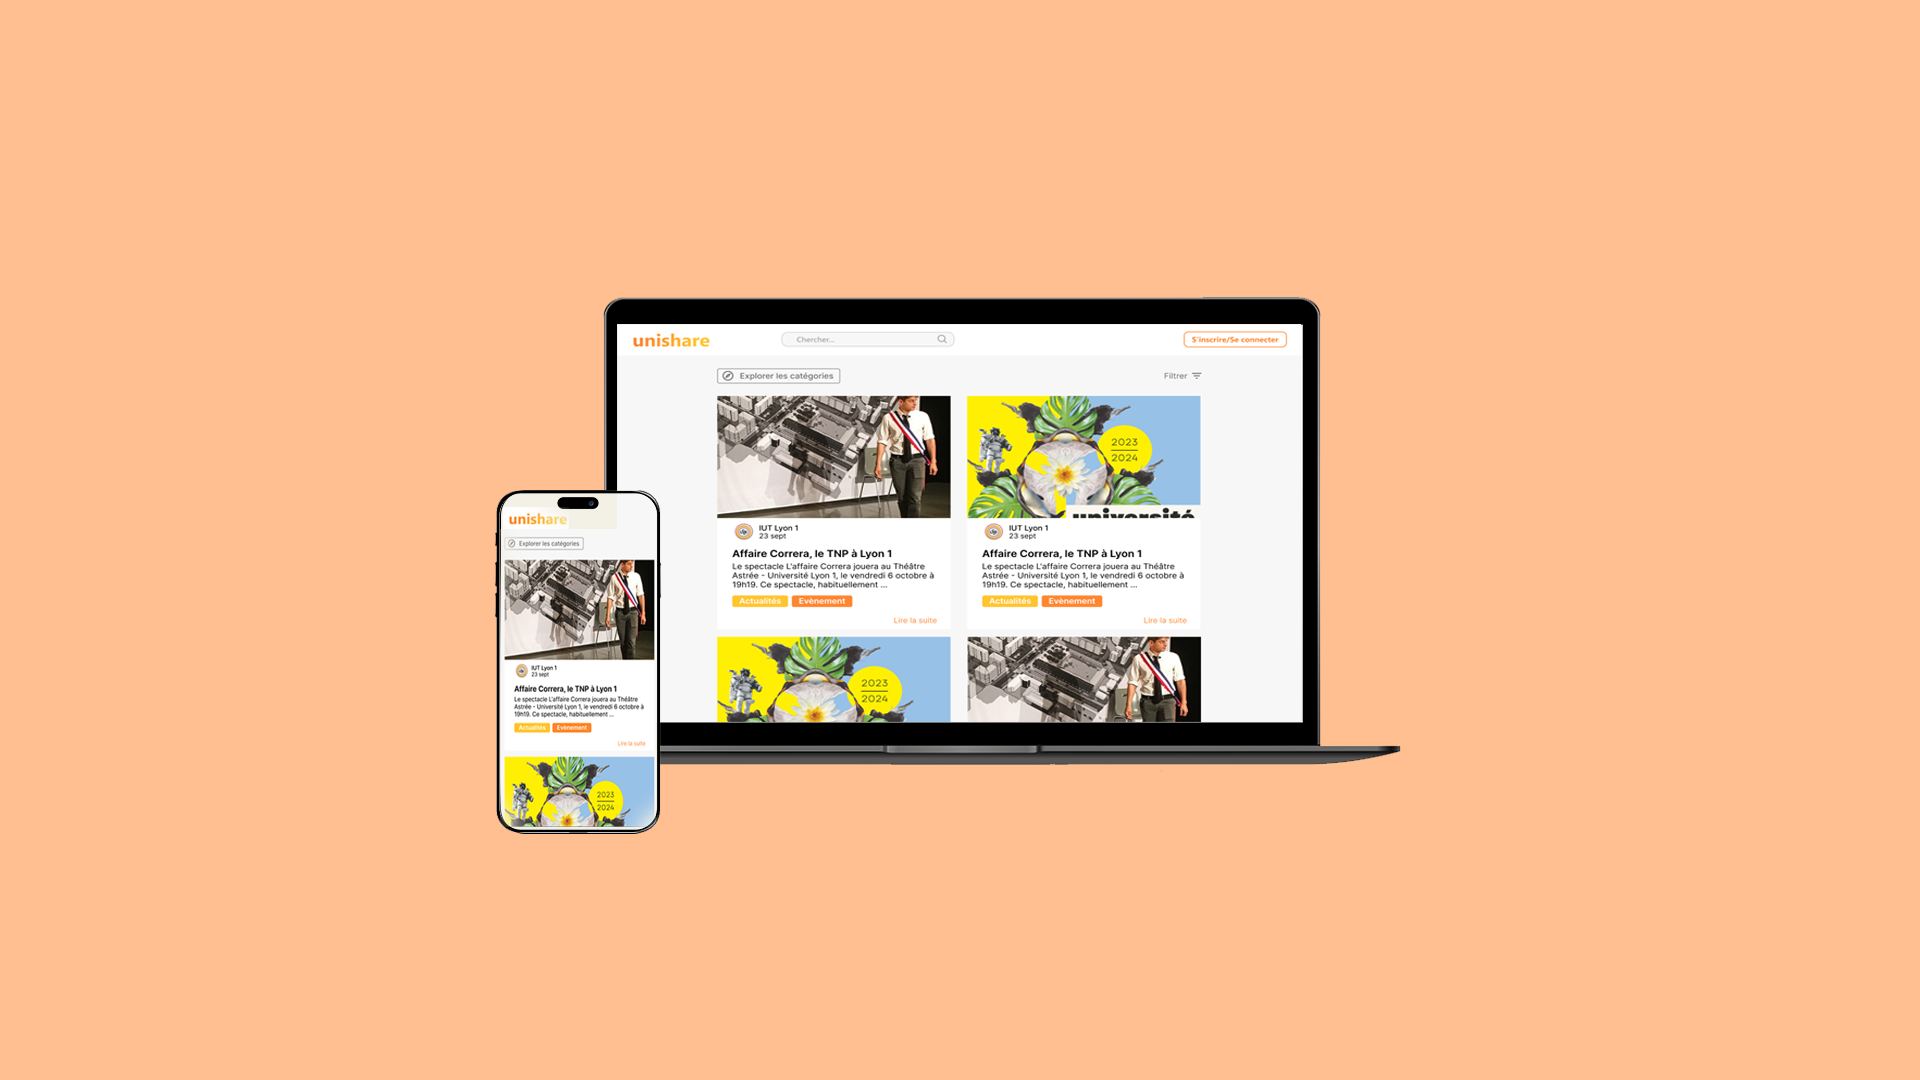 unishare
Chercher...
S'inscrire/Se connecter
Explorer les catégories
Filtrer
2023
2024
université
IUT Lyon 1
23 sept
Affaire Correra, le TNP à Lyon 1
Le spectacle L'affaire Correra jouera au Théâtre
Astrée - Université Lyon 1, le vendredi 6 octobre à
19h19. Ce spectacle, habituellement ...
Actualités
Evènement
Lire la suite
IUT Lyon 1
23 sept
Affaire Correra, le TNP à Lyon 1
Le spectacle L'affaire Correra jouera au Théâtre
Astrée - Université Lyon 1, le vendredi 6 octobre à
19h19. Ce spectacle, habituellement ...
Actualités
Evènement
Lire la suite
2023
2024
unishare
Explorer les catégories
IUT Lyon 1
23 sept
Affaire Correra, le TNP à Lyon 1
Le spectacle L'affaire Correra jouera au Théâtre
Astrée - Université Lyon 1, le vendredi 6 octobre à
19h19. Ce spectacle, habituellement ...
Actualités
Evènement
Lire la suite
2023
2024